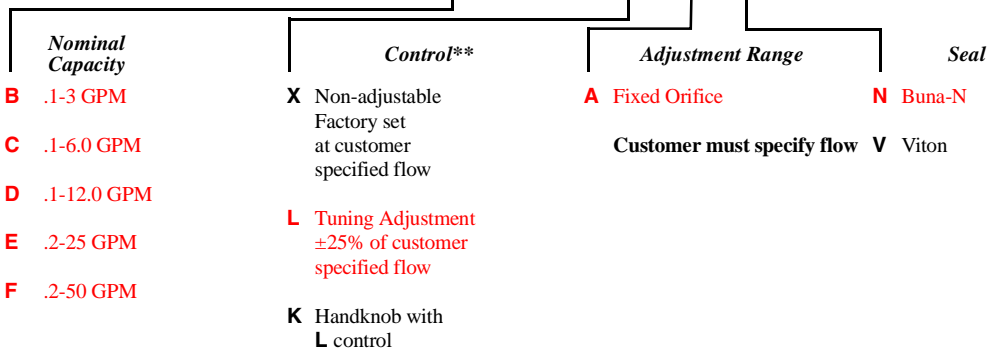 Nominal
Capacity
B .1-3 GPM
C .1-6.0 GPM
D .1-12.0 GPM
E .2-25 GPM
F .2-50 GPM
Control**
X Non-adjustable
Factory set
at customer
specified flow
L Tuning Adjustment
±25% of customer
specified flow
K Handknob with
L control
Adjustment Range
A Fixed Orifice
Customer must specify flow
Seal
N Buna-N
V Viton